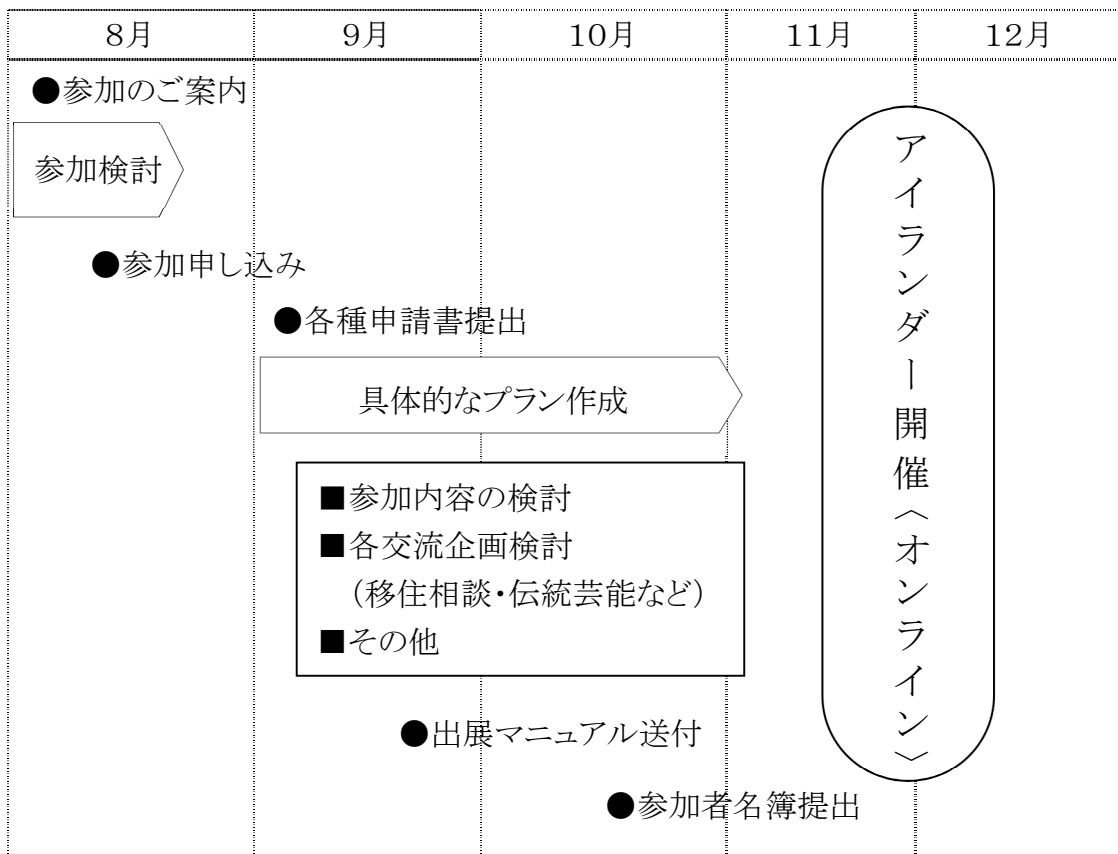 8月 9月 10月 11月 12月
●参加のご案内
参加検討
●参加申し込み
●各種申請書提出
具体的なプラン作成
■参加内容の検討
■各交流企画検討
(移住相談・伝統芸能など)
■その他
●出展マニュアル送付
●参加者名簿提出
アイランダー開催〈オンライン〉